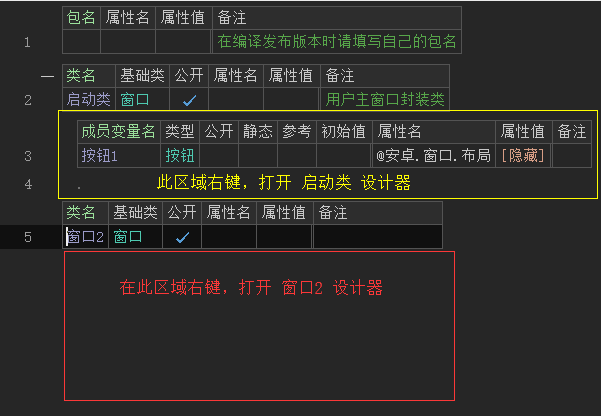 包名 属性名 属性值 备注
1 在编译发布版本时请填写自己的包名
类名 基础类 公开 属性名 属性值 备注
2 启动类 窗口 ✓ 用户主窗口封装类
成员变量名 类型 公开 静态 参考 初始值 属性名 属性值 备注
3 按钮1 按钮 @安卓.窗口.布局 [隐藏]
4 . 此区域右键，打开 启动类 设计器
类名 基础类 公开 属性名 属性值 备注
5 窗口2 窗口 ✓
在此区域右键，打开 窗口2 设计器